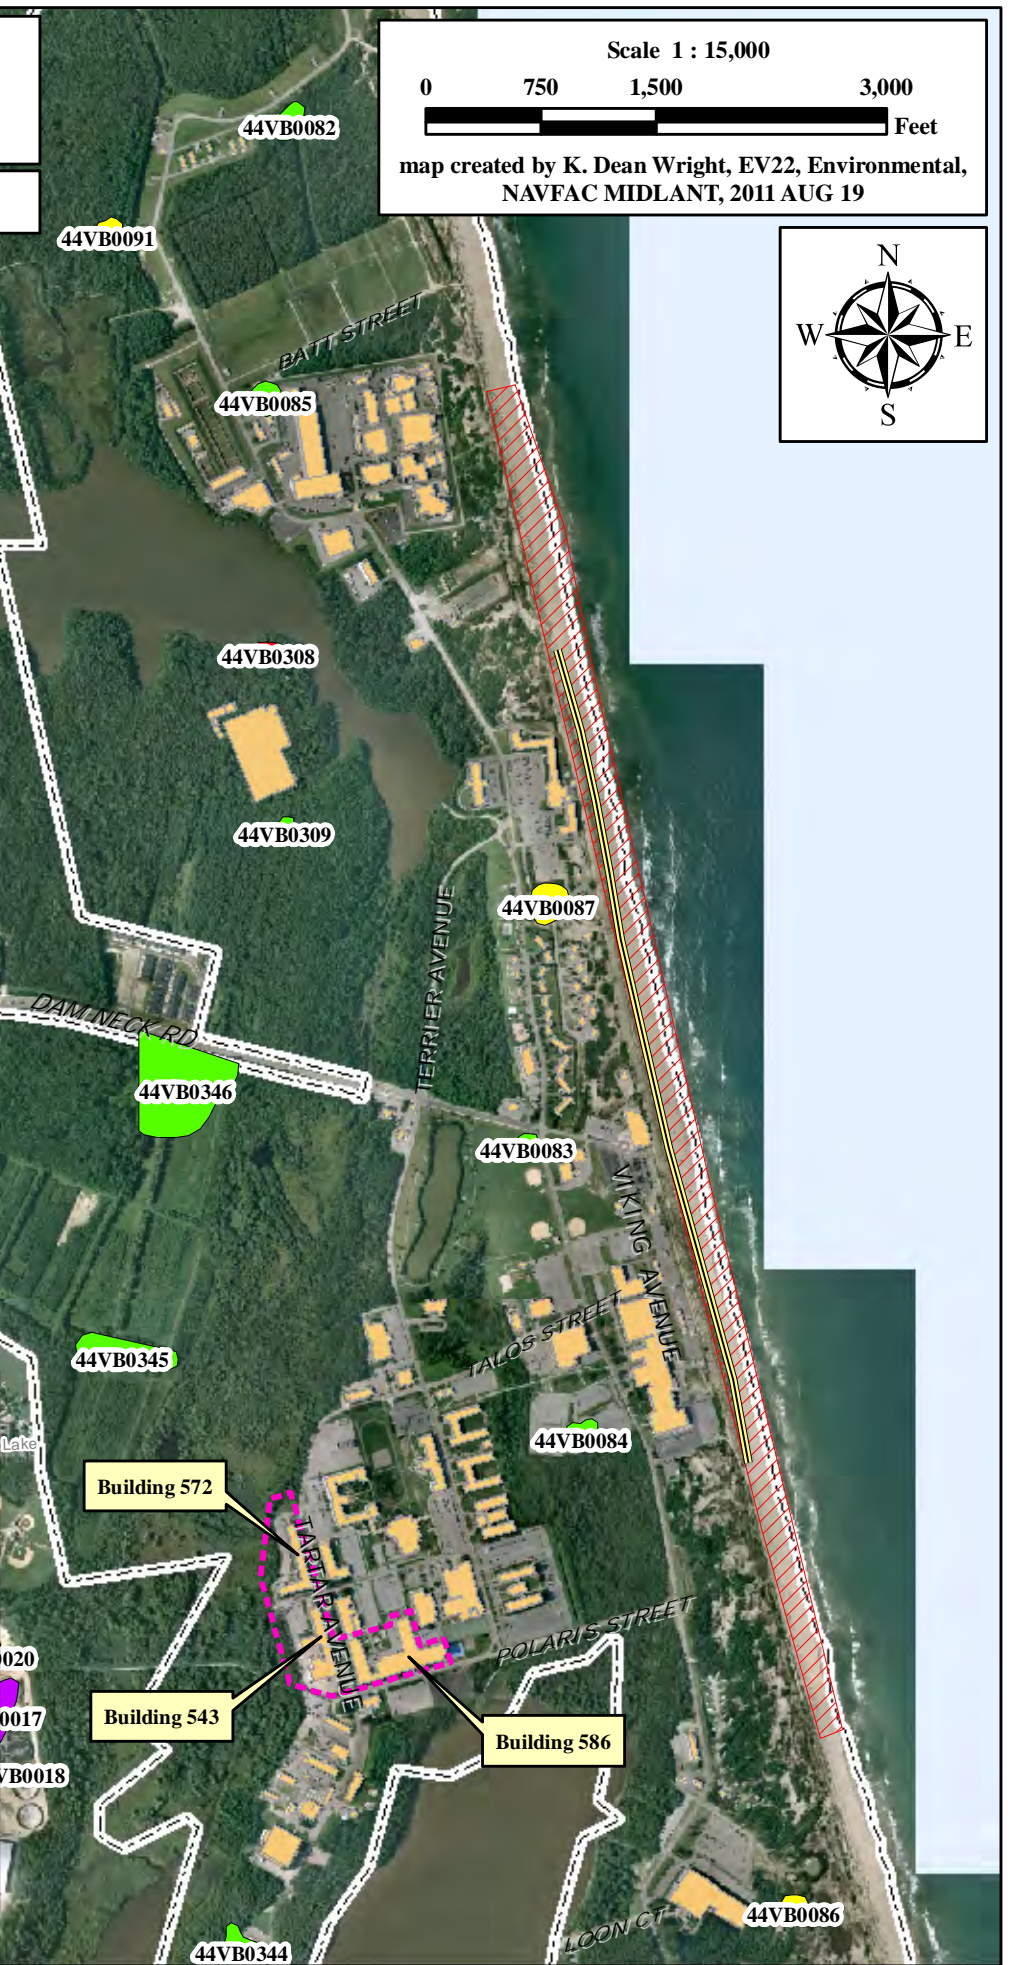 Scale 1 : 15,000
0 750 1,500 3,000
Feet
map created by K. Dean Wright, EV22, Environmental,
NAVFAC MIDLANT, 2011 AUG 19
N
W E
S
44VB0082
44VB0091
BATT STREET
44VB0085
44VB0308
44VB0309
44VB0087
TERRIER AVENUE
DAM NECK RD
44VB0346
44VB0083
VIKING AVENUE
TALOS STREET
44VB0345
44VB0084
Lake
Building 572
TARTAR AVENUE
POLARIS STREET
0020
0017
Building 543
Building 586
VB0018
44VB0086
LOON CT
44VB0344